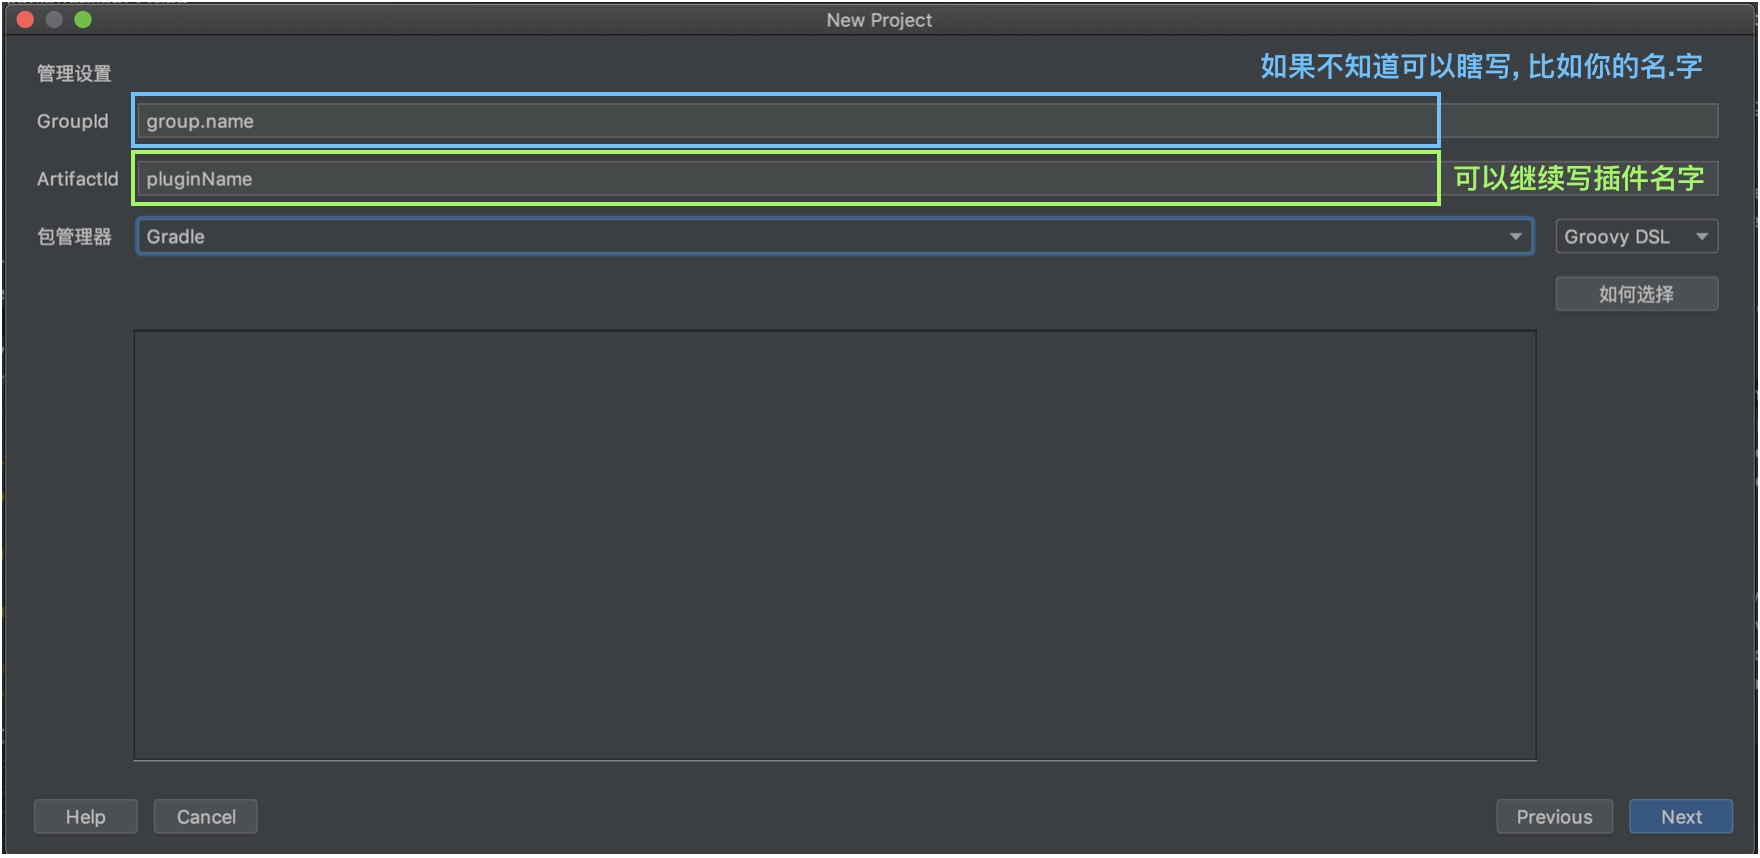 New Project
管理设置
如果不知道可以瞎写, 比如你的名.字
GroupId
group.name
ArtifactId
pluginName
可以继续写插件名字
包管理器
Gradle
Groovy DSL
如何选择
Help
Cancel
Previous
Next